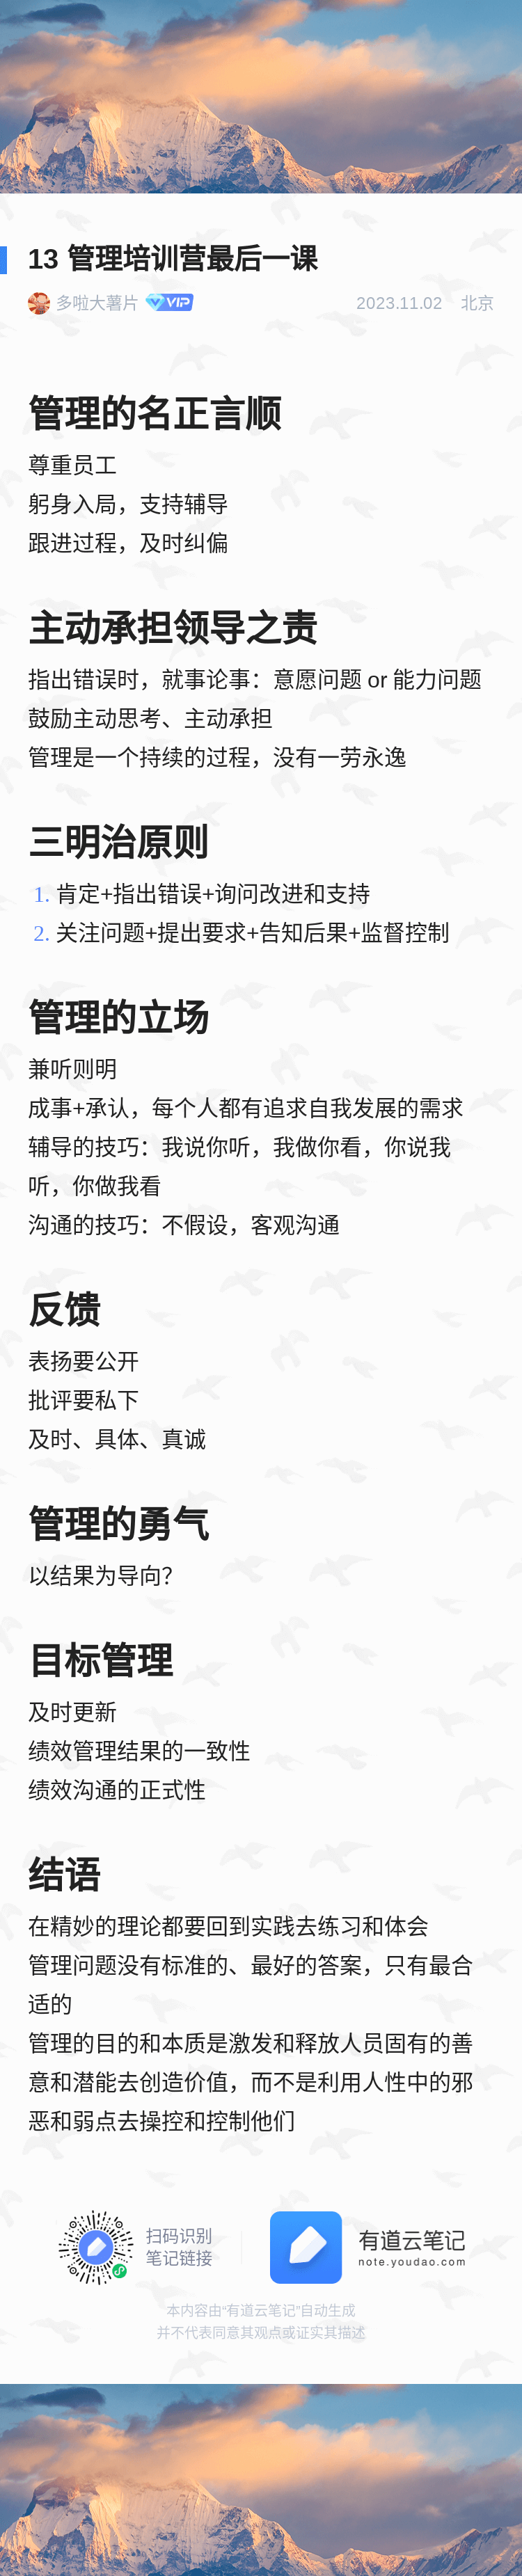 13 管理培训营最后一课
多啦大薯片 VIP 2023.11.02 北京
管理的名正言顺
尊重员工
躬身入局，支持辅导
跟进过程，及时纠偏
主动承担领导之责
指出错误时，就事论事：意愿问题 or 能力问题
鼓励主动思考、主动承担
管理是一个持续的过程，没有一劳永逸
三明治原则
1. 肯定+指出错误+询问改进和支持
2. 关注问题+提出要求+告知后果+监督控制
管理的立场
兼听则明
成事+承认，每个人都有追求自我发展的需求
辅导的技巧：我说你听，我做你看，你说我
听，你做我看
沟通的技巧：不假设，客观沟通
反馈
表扬要公开
批评要私下
及时、具体、真诚
管理的勇气
以结果为导向?
目标管理
及时更新
绩效管理结果的一致性
绩效沟通的正式性
结语
在精妙的理论都要回到实践去练习和体会
管理问题没有标准的、最好的答案，只有最合
适的
管理的目的和本质是激发和释放人员固有的善
意和潜能去创造价值，而不是利用人性中的邪
恶和弱点去操控和控制他们
扫码识别
笔记链接
有道云笔记
note.youdao.com
本内容由“有道云笔记”自动生成
并不代表同意其观点或证实其描述